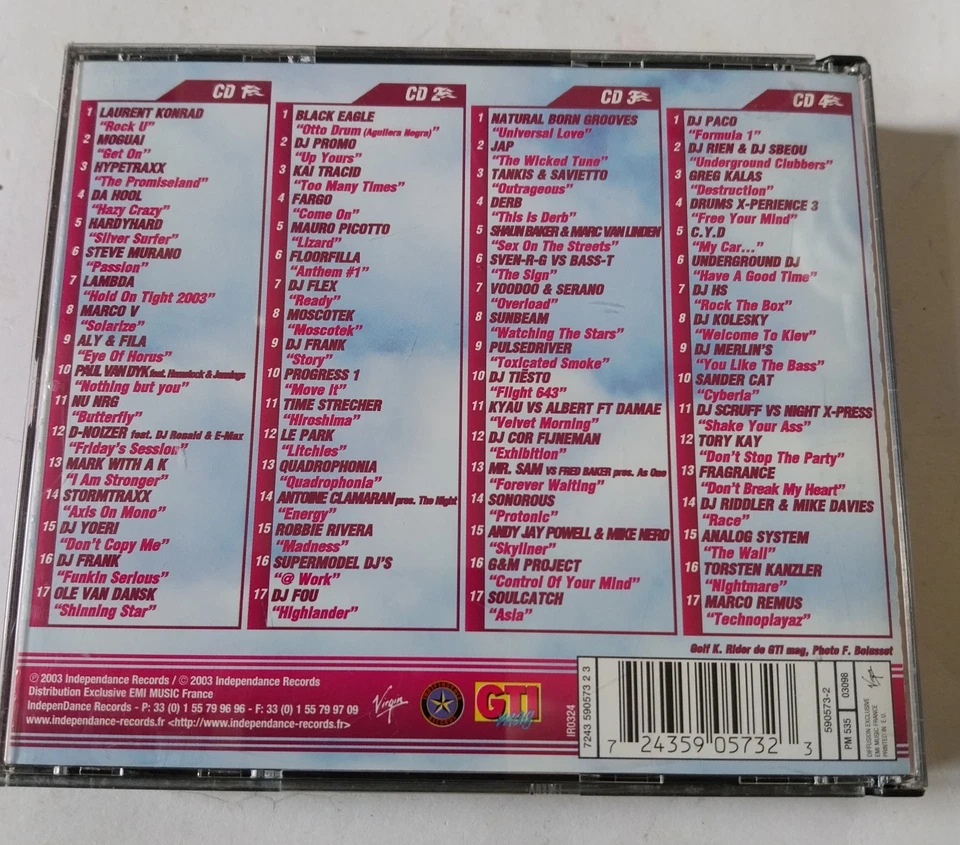 CD 1
1 LAURENT KONRAD
"Rock U"
2 MOGUAI
"Get On"
3 HYPETRAXX
"The Promiseland"
4 DA HOOL
"Hazy Crazy"
5 HARDYHARD
"Silver Surfer"
6 STEVE MURANO
"Passion"
7 LAMBDA
"Hold On Tight 2003"
8 MARCO V
"Solarize"
9 ALY & FILA
"Eye Of Horus"
10 PAUL VAN DYK feat. Hemstock & Jennings
"Nothing but you"
11 NU NRG
"Butterfly"
12 D-NOIZER feat. DJ Ronald & E-Max
"Friday's Session"
13 MARK WITH A K
"I Am Stronger"
14 STORMTRAXX
"Axis On Mono"
15 DJ YOERI
"Don't Copy Me"
16 DJ FRANK
"Funkin Serious"
17 OLE VAN DANSK
"Shinning Star"
CD 2
1 BLACK EAGLE
"Otto Drum (Aguilera Negra)"
2 DJ PROMO
"Up Yours"
3 KAI TRACID
"Too Many Times"
4 FARGO
"Come On"
5 MAURO PICOTTO
"Lizard"
6 FLOORFILLA
"Anthem #1"
7 DJ FLEX
"Ready"
8 MOSCOTEK
"Moscotek"
9 DJ FRANK
"Story"
10 PROGRESS 1
"Move It"
11 TIME STRECHER
"Hiroshima"
12 LE PARK
"Litchies"
13 QUADROPHONIA
"Quadrophonia"
14 ANTOINE CLAMARAN pres. The Night
"Energy"
15 ROBBIE RIVERA
"Madness"
16 SUPERMODEL DJ'S
"@ Work"
17 DJ FOU
"Highlander"
CD 3
1 NATURAL BORN GROOVES
"Universal Love"
2 JAP
"The Wicked Tune"
3 TANKIS & SAVIETTO
"Outrageous"
4 DERB
"This is Derb"
5 SHAUN BAKER & MARC VAN LINDEN
"Sex On The Streets"
6 SVEN-R-G VS BASS-T
"The Sign"
7 VOODOO & SERANO
"Overload"
8 SUNBEAM
"Watching The Stars"
9 PULSEDRIVER
"Toxicated Smoke"
10 DJ TIËSTO
"Flight 643"
11 KYAU VS ALBERT FT DAMAE
"Velvet Morning"
12 DJ COR FIJNEMAN
"Exhibition"
13 MR. SAM VS FRED BAKER pres. As One
"Forever Waiting"
14 SONOROUS
"Protonic"
15 ANDY JAY POWELL & MIKE NERO
"Skyliner"
16 G&M PROJECT
"Control Of Your Mind"
17 SOULCATCH
"Asia"
CD 4
1 DJ PACO
"Formula 1"
2 DJ RIEN & DJ SBEOU
"Underground Clubbers"
3 GREG KALAS
"Destruction"
4 DRUMS X-PERIENCE 3
"Free Your Mind"
5 C.Y.D
"My Car..."
6 UNDERGROUND DJ
"Have A Good Time"
7 DJ HS
"Rock The Box"
8 DJ KOLESKY
"Welcome To Kiev"
9 DJ MERLIN'S
"You Like The Bass"
10 SANDER CAT
"Cyberia"
11 DJ SCRUFF VS NIGHT X-PRESS
"Shake Your Ass"
12 TORY KAY
"Don't Stop The Party"
13 FRAGRANCE
"Don't Break My Heart"
14 DJ RIDDLER & MIKE DAVIES
"Race"
15 ANALOG SYSTEM
"The Wall"
16 TORSTEN KANZLER
"Nightmare"
17 MARCO REMUS
"Technoplayaz"
Golf K. Rider de GTI mag, Photo F. Bolusset
℗ 2003 Independance Records / © 2003 Independance Records
Distribution Exclusive EMI MUSIC France
IndepenDance Records - P: 33 (0) 1 55 79 96 96 - F: 33 (0) 1 55 79 97 09
www.independance-records.fr <http://www.independance-records.fr>
Virgin
GTI
mag
IR0324
7243 590573 2 3
7 24359 05732 3
590573-2
PM 535
03098
DIFFUSION EXCLUSIVE
EMI MUSIC FRANCE
PRINTED IN E.U.
Virgin